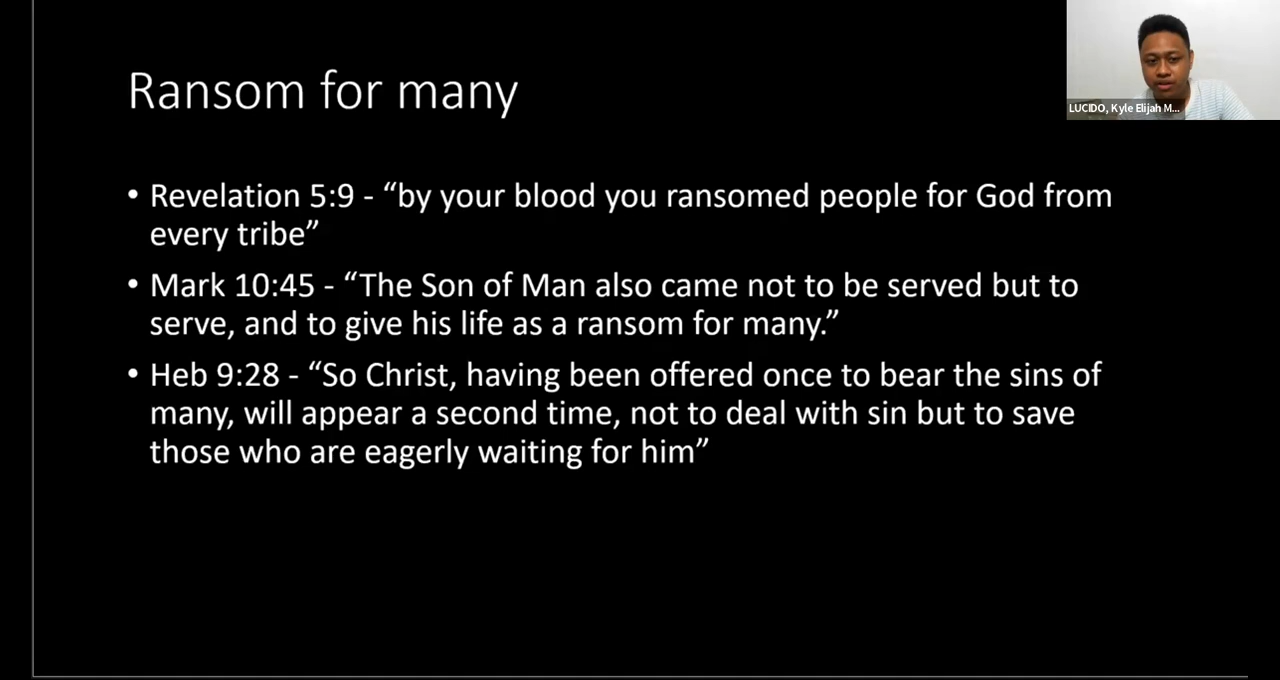 Ransom for many
LUCIDO, Kyle Elijah M...
• Revelation 5:9 - “by your blood you ransomed people for God from
every tribe”
• Mark 10:45 - “The Son of Man also came not to be served but to
serve, and to give his life as a ransom for many.”
• Heb 9:28 - “So Christ, having been offered once to bear the sins of
many, will appear a second time, not to deal with sin but to save
those who are eagerly waiting for him”